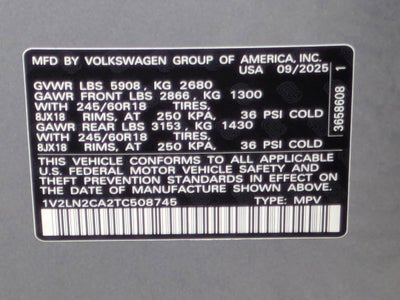 MFD BY VOLKSWAGEN GROUP OF AMERICA, INC.
USA 09/2025
GVWR LBS 5908, KG 2680
GAWR FRONT LBS 2866, KG 1300
WITH 245/60R18 TIRES,
8JX18 RIMS, AT 250 KPA, 36 PSI COLD
GAWR REAR LBS 3153, KG 1430
WITH 245/60R18 TIRES,
8JX18 RIMS, AT 250 KPA, 36 PSI COLD
THIS VEHICLE CONFORMS TO ALL APPLICABLE
U.S. FEDERAL MOTOR VEHICLE SAFETY AND
THEFT PREVENTION STANDARDS IN EFFECT ON
THE DATE OF MANUFACTURE SHOWN ABOVE.
1V2LN2CA2TC508745 TYPE: MPV
3658608 1